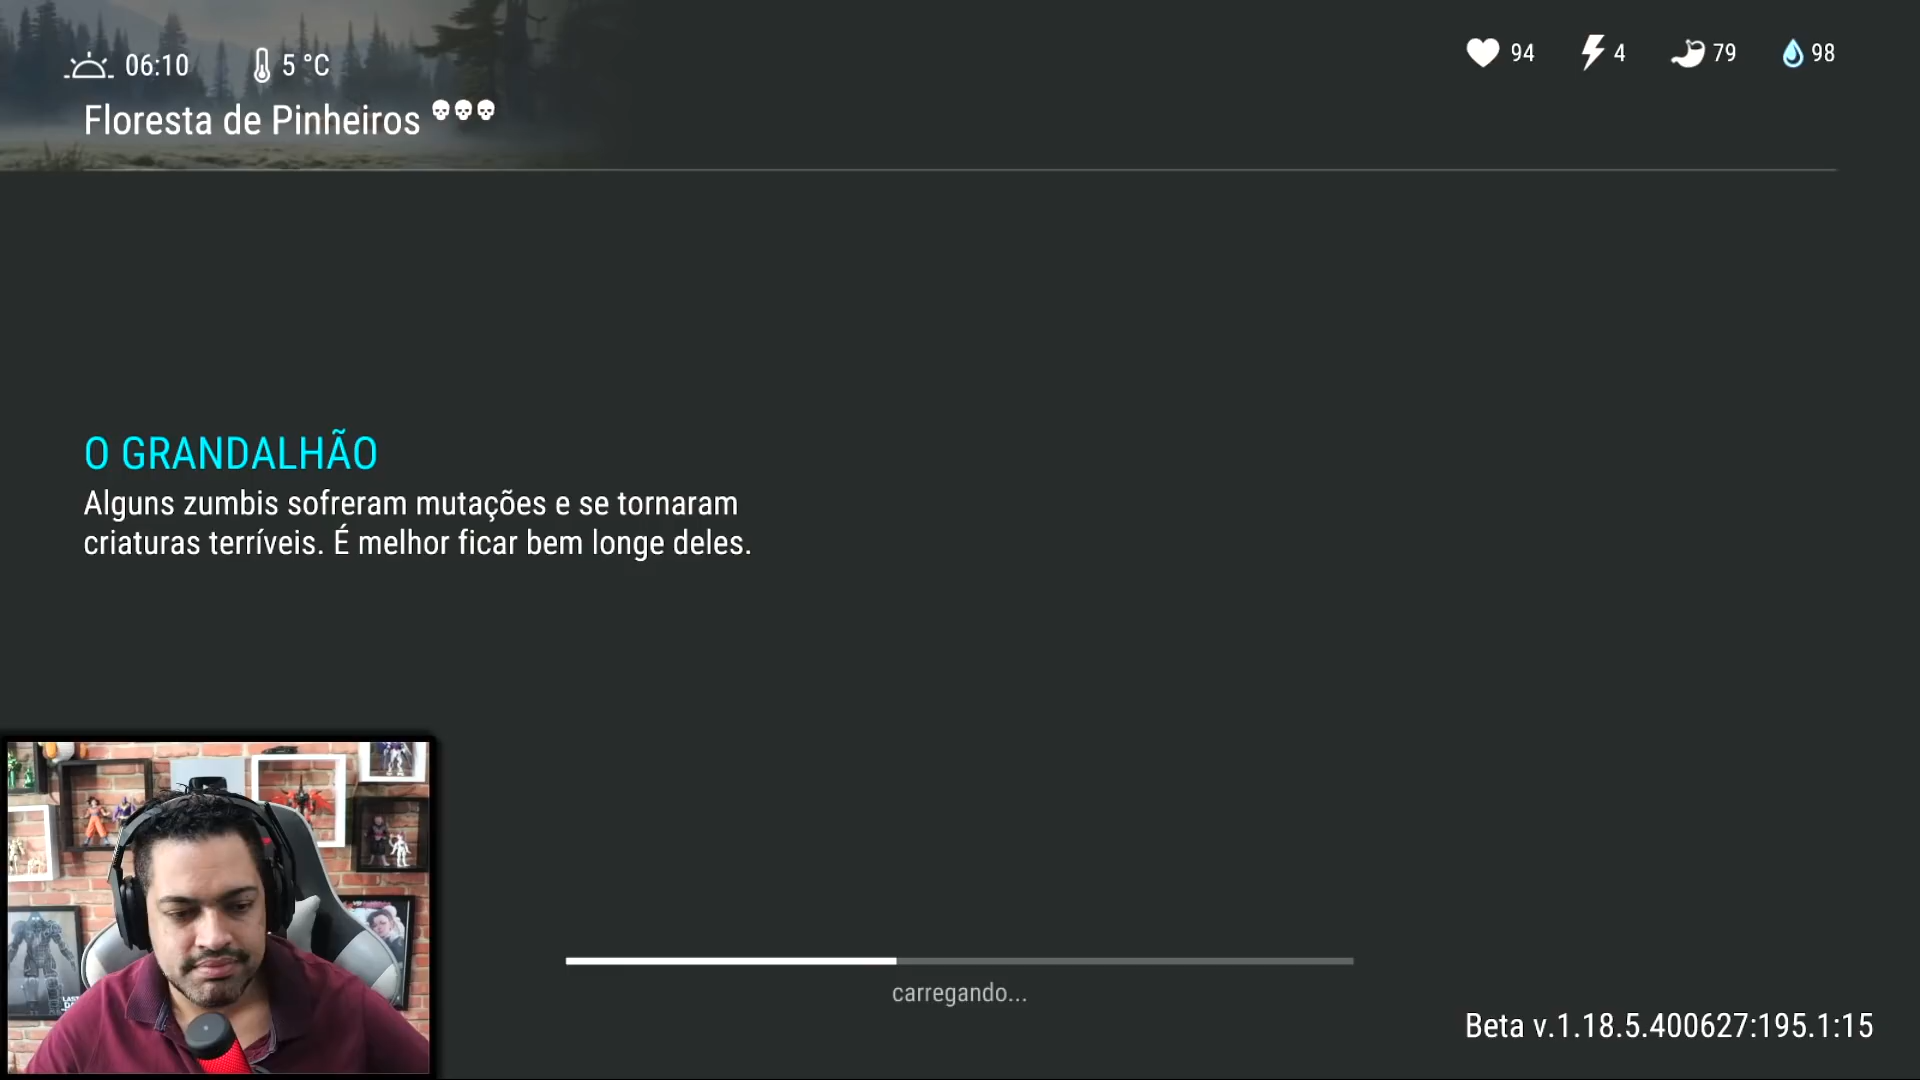 06:10
5 °C
94
4
79
98
Floresta de Pinheiros
O GRANDALHÃO
Alguns zumbis sofreram mutações e se tornaram
criaturas terríveis. É melhor ficar bem longe deles.
carregando...
Beta v.1.18.5.400627:195.1:15